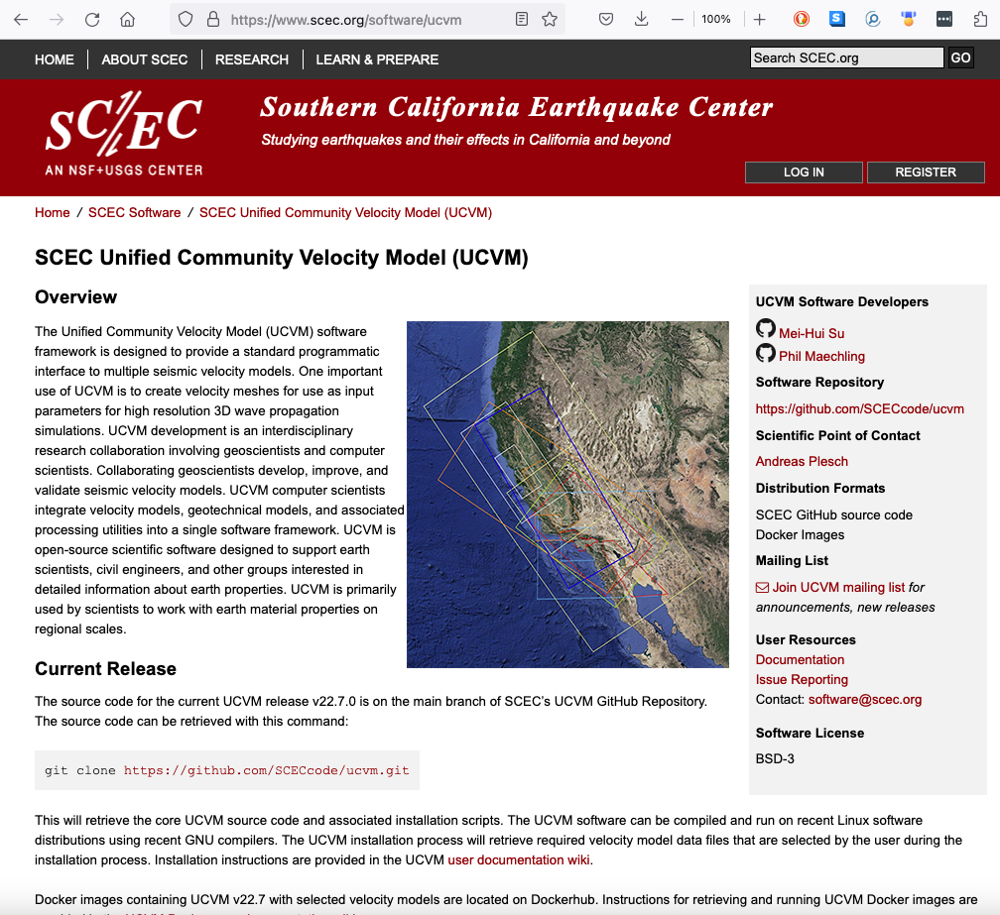 https://www.scec.org/software/ucvm
100%
S
HOME
ABOUT SCEC
RESEARCH
LEARN & PREPARE
Search SCEC.org
GO
SC/EC
AN NSF+USGS CENTER
Southern California Earthquake Center
Studying earthquakes and their effects in California and beyond
LOG IN
REGISTER
Home / SCEC Software / SCEC Unified Community Velocity Model (UCVM)
SCEC Unified Community Velocity Model (UCVM)
Overview
The Unified Community Velocity Model (UCVM) software
framework is designed to provide a standard programmatic
interface to multiple seismic velocity models. One important
use of UCVM is to create velocity meshes for use as input
parameters for high resolution 3D wave propagation
simulations. UCVM development is an interdisciplinary
research collaboration involving geoscientists and computer
scientists. Collaborating geoscientists develop, improve, and
validate seismic velocity models. UCVM computer scientists
integrate velocity models, geotechnical models, and associated
processing utilities into a single software framework. UCVM is
open-source scientific software designed to support earth
scientists, civil engineers, and other groups interested in
detailed information about earth properties. UCVM is primarily
used by scientists to work with earth material properties on
regional scales.
Current Release
The source code for the current UCVM release v22.7.0 is on the main branch of SCEC's UCVM GitHub Repository.
The source code can be retrieved with this command:
git clone https://github.com/SCECcode/ucvm.git
UCVM Software Developers
Mei-Hui Su
Phil Maechling
Software Repository
https://github.com/SCECcode/ucvm
Scientific Point of Contact
Andreas Plesch
Distribution Formats
SCEC GitHub source code
Docker Images
Mailing List
Join UCVM mailing list for
announcements, new releases
User Resources
Documentation
Issue Reporting
Contact: software@scec.org
Software License
BSD-3
This will retrieve the core UCVM source code and associated installation scripts. The UCVM software can be compiled and run on recent Linux software
distributions using recent GNU compilers. The UCVM installation process will retrieve required velocity model data files that are selected by the user during the
installation process. Installation instructions are provided in the UCVM user documentation wiki.
Docker images containing UCVM v22.7 with selected velocity models are located on Dockerhub. Instructions for retrieving and running UCVM Docker images are